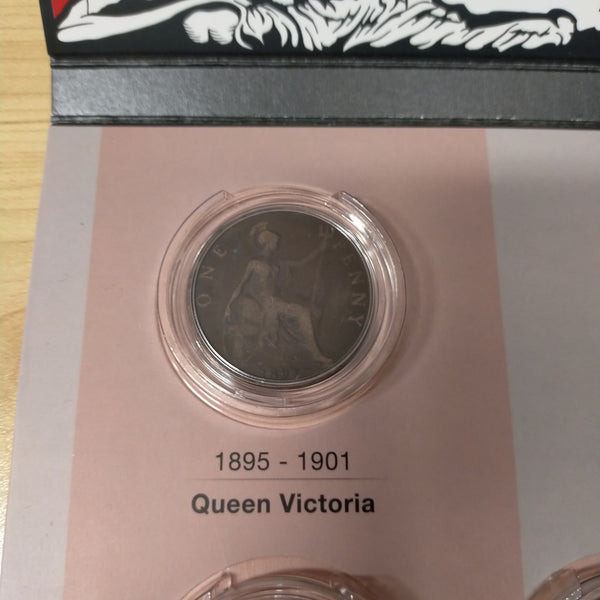 ONE PENNY
1895 - 1901
Queen Victoria